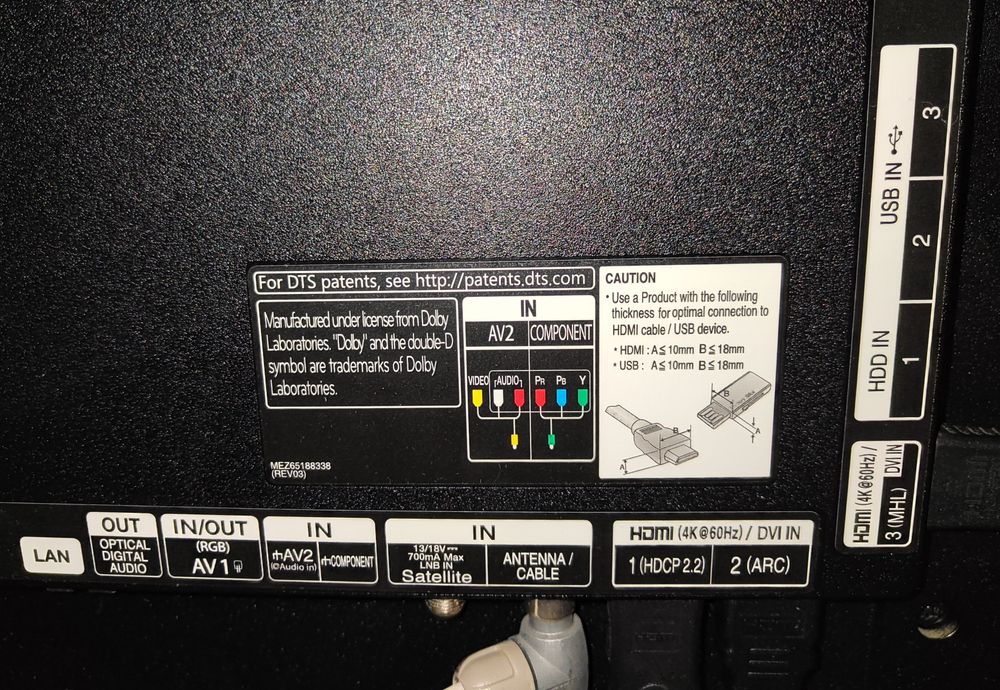 For DTS patents, see http://patents.dts.com
Manufactured under license from Dolby
Laboratories. "Dolby" and the double-D
symbol are trademarks of Dolby
Laboratories.
MEZ65188338
(REV03)
IN
AV2 COMPONENT
VIDEO AUDIO PR PB Y
CAUTION
• Use a Product with the following
thickness for optimal connection to
HDMI cable / USB device.
• HDMI : A≦10mm B≦18mm
• USB : A≦10mm B≦18mm
B
A
B
A
USB IN
HDD IN
3
2
1
HDMI (4K@60Hz) / DVI IN
3 (MHL)
LAN
OUT
OPTICAL
DIGITAL
AUDIO
IN/OUT
(RGB)
AV1
IN
AV2
(Audio in)
COMPONENT
IN
13/18V
700mA Max
LNB IN
Satellite
ANTENNA /
CABLE
HDMI (4K@60Hz) / DVI IN
1 (HDCP 2.2) 2 (ARC)